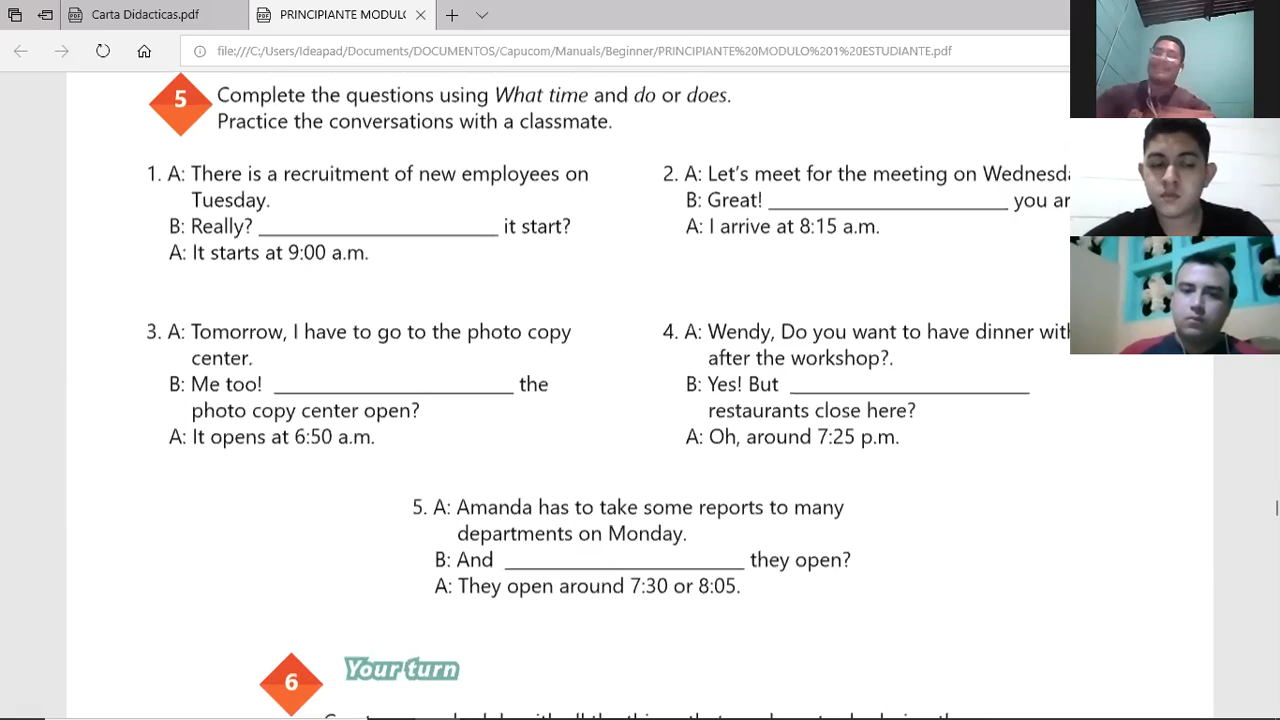 Carta Didacticas.pdf
PRINCIPIANTE MODULO
file:///C:/Users/Ideapad/Documents/DOCUMENTOS/Capucom/Manuals/Beginner/PRINCIPIANTE%20MODULO%201%20ESTUDIANTE.pdf
5 Complete the questions using What time and do or does.
Practice the conversations with a classmate.
1. A: There is a recruitment of new employees on
Tuesday.
B: Really? ____________________ it start?
A: It starts at 9:00 a.m.
2. A: Let's meet for the meeting on Wednesda
B: Great! ____________________ you ar
A: I arrive at 8:15 a.m.
3. A: Tomorrow, I have to go to the photo copy
center.
B: Me too! ____________________ the
photo copy center open?
A: It opens at 6:50 a.m.
4. A: Wendy, Do you want to have dinner with
after the workshop?.
B: Yes! But ____________________
restaurants close here?
A: Oh, around 7:25 p.m.
5. A: Amanda has to take some reports to many
departments on Monday.
B: And ____________________ they open?
A: They open around 7:30 or 8:05.
6 Your turn